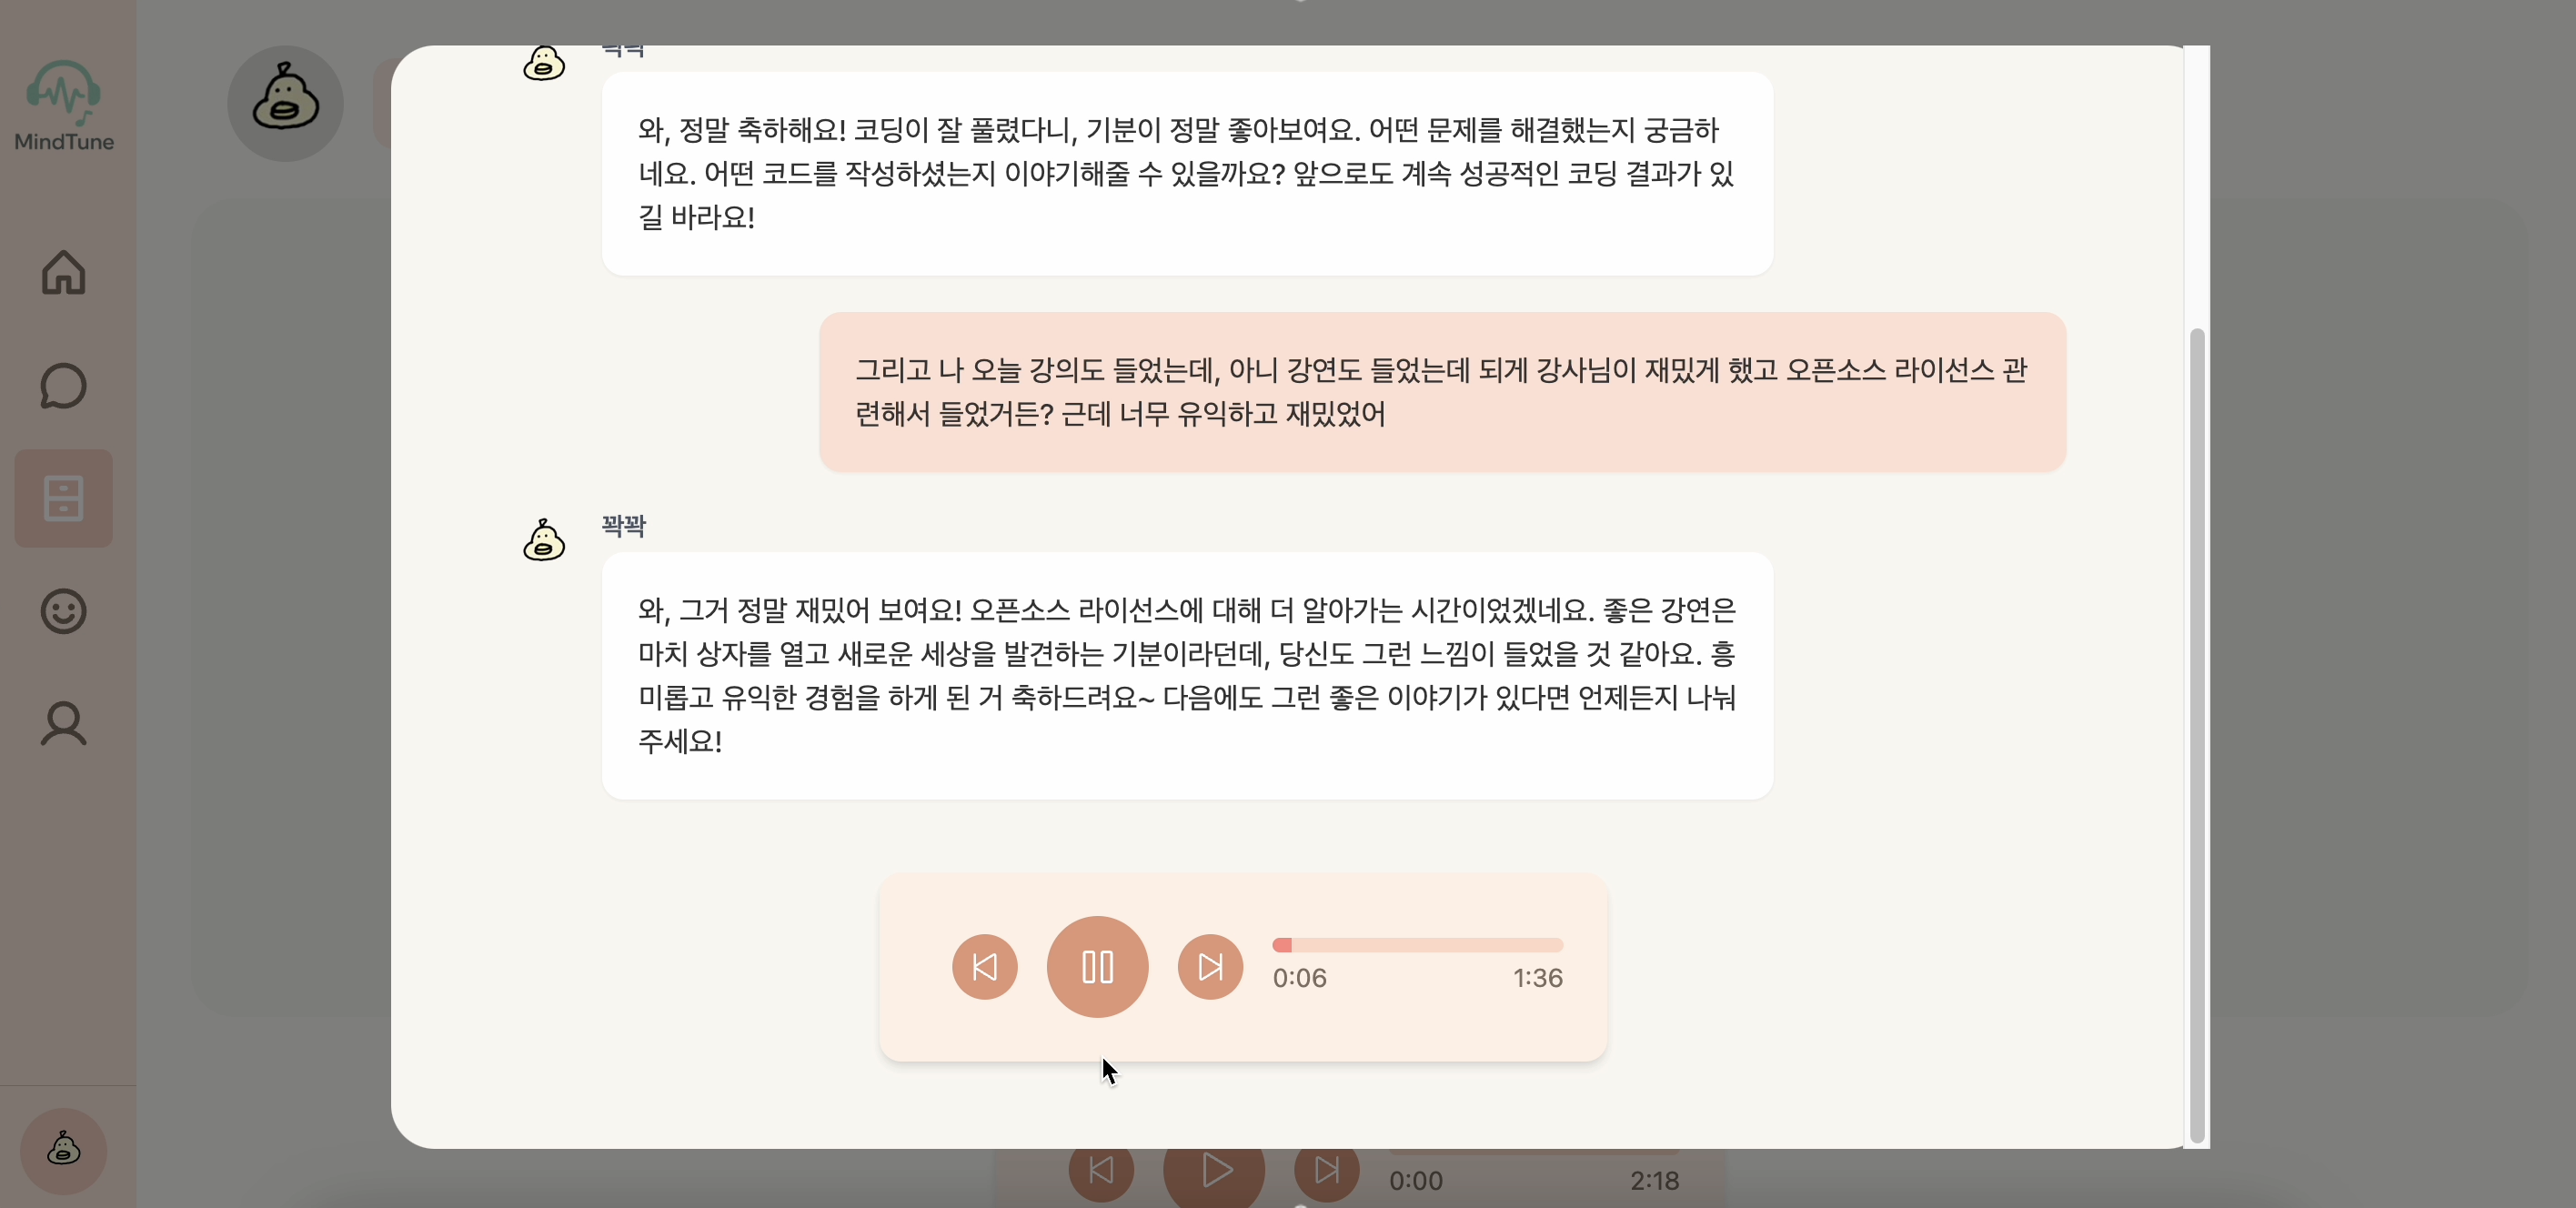 MindTune
꽉꽉
와, 정말 축하해요! 코딩이 잘 풀렸다니, 기분이 정말 좋아보여요. 어떤 문제를 해결했는지 궁금하
네요. 어떤 코드를 작성하셨는지 이야기해줄 수 있을까요? 앞으로도 계속 성공적인 코딩 결과가 있
길 바라요!
그리고 나 오늘 강의도 들었는데, 아니 강연도 들었는데 되게 강사님이 재밌게 했고 오픈소스 라이선스 관
련해서 들었거든? 근데 너무 유익하고 재밌었어
꽉꽉
와, 그거 정말 재밌어 보여요! 오픈소스 라이선스에 대해 더 알아가는 시간이었겠네요. 좋은 강연은
마치 상자를 열고 새로운 세상을 발견하는 기분이라던데, 당신도 그런 느낌이 들었을 것 같아요. 흥
미롭고 유익한 경험을 하게 된 거 축하드려요~ 다음에도 그런 좋은 이야기가 있다면 언제든지 나눠
주세요!
0:06
1:36
0:00
2:18